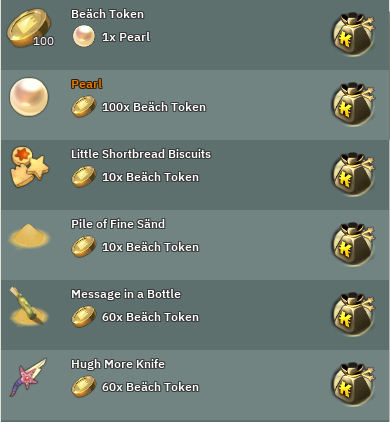 Beäch Token
100
1x Pearl
Pearl
100x Beäch Token
Little Shortbread Biscuits
10x Beäch Token
Pile of Fine Sänd
10x Beäch Token
Message in a Bottle
60x Beäch Token
Hugh More Knife
60x Beäch Token